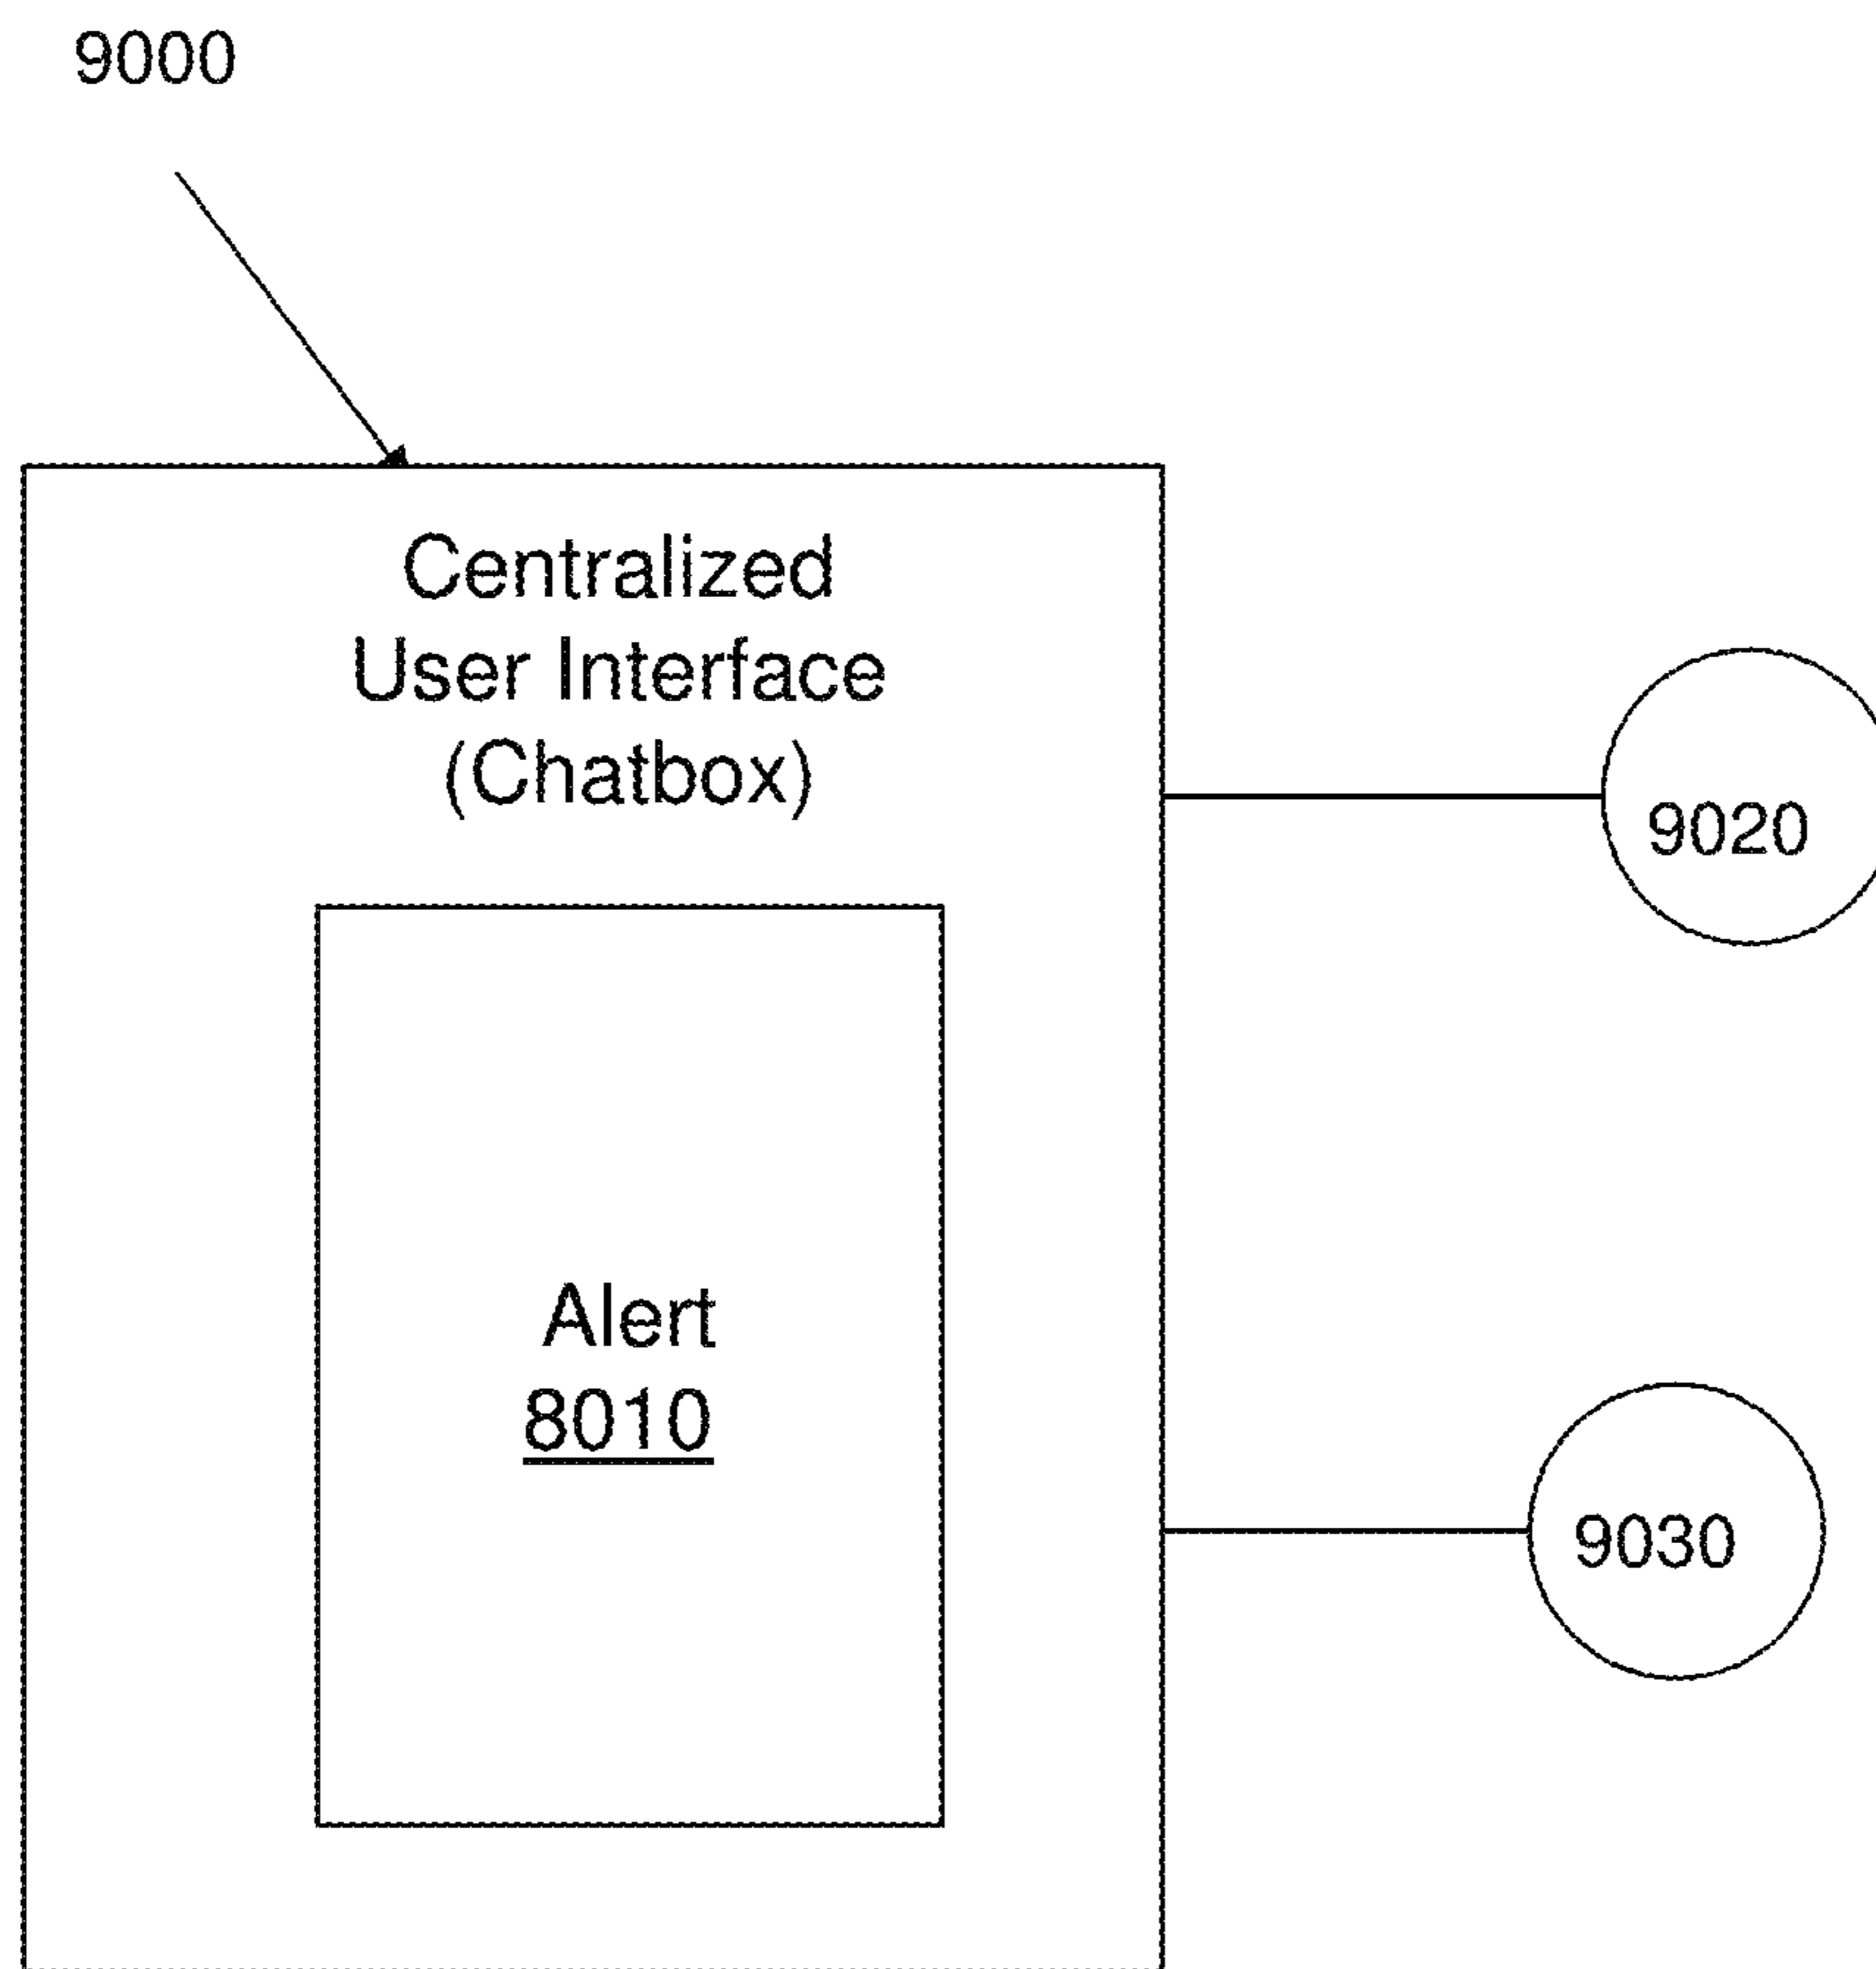 9000
Centralized
User Interface
(Chatbox)
9020
Alert
8010
9030